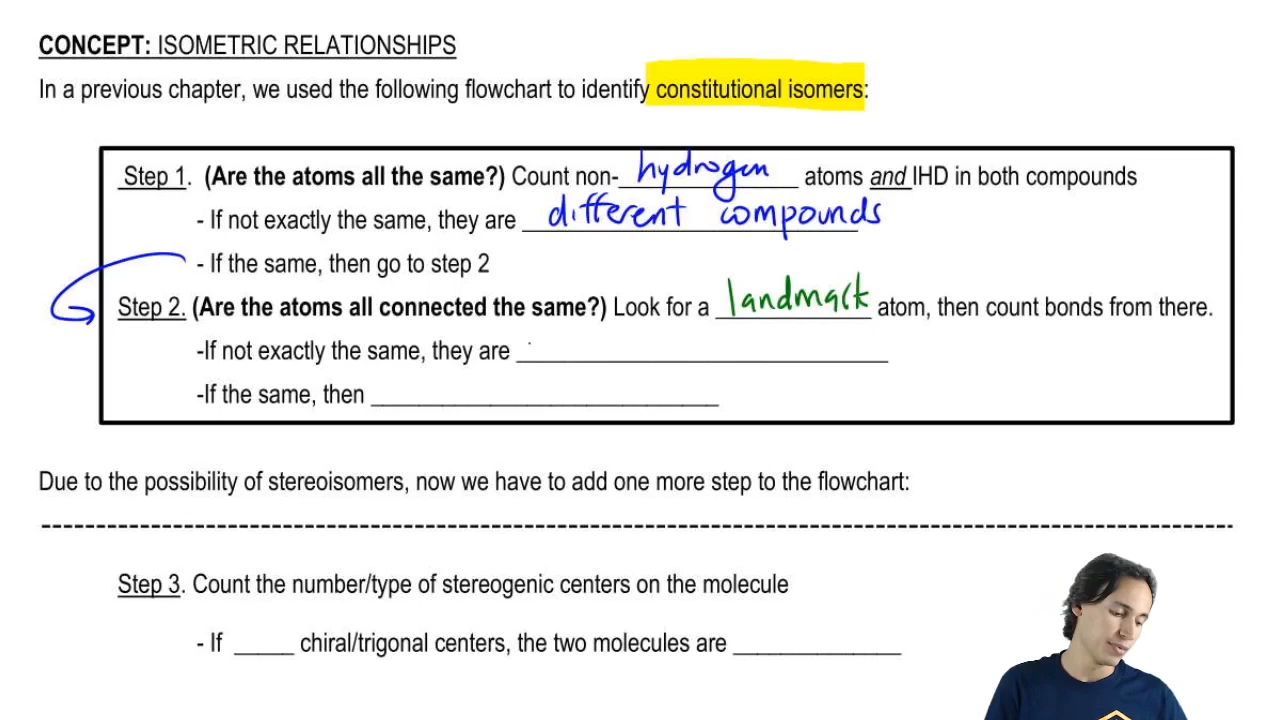 CONCEPT: ISOMETRIC RELATIONSHIPS
In a previous chapter, we used the following flowchart to identify constitutional isomers:
Step 1. (Are the atoms all the same?) Count non-hydrogen atoms and IHD in both compounds
- If not exactly the same, they are different compounds
- If the same, then go to step 2
Step 2. (Are the atoms all connected the same?) Look for a landmark atom, then count bonds from there.
-If not exactly the same, they are ____________________
-If the same, then ____________________
Due to the possibility of stereoisomers, now we have to add one more step to the flowchart:
Step 3. Count the number/type of stereogenic centers on the molecule
- If _____ chiral/trigonal centers, the two molecules are ______________